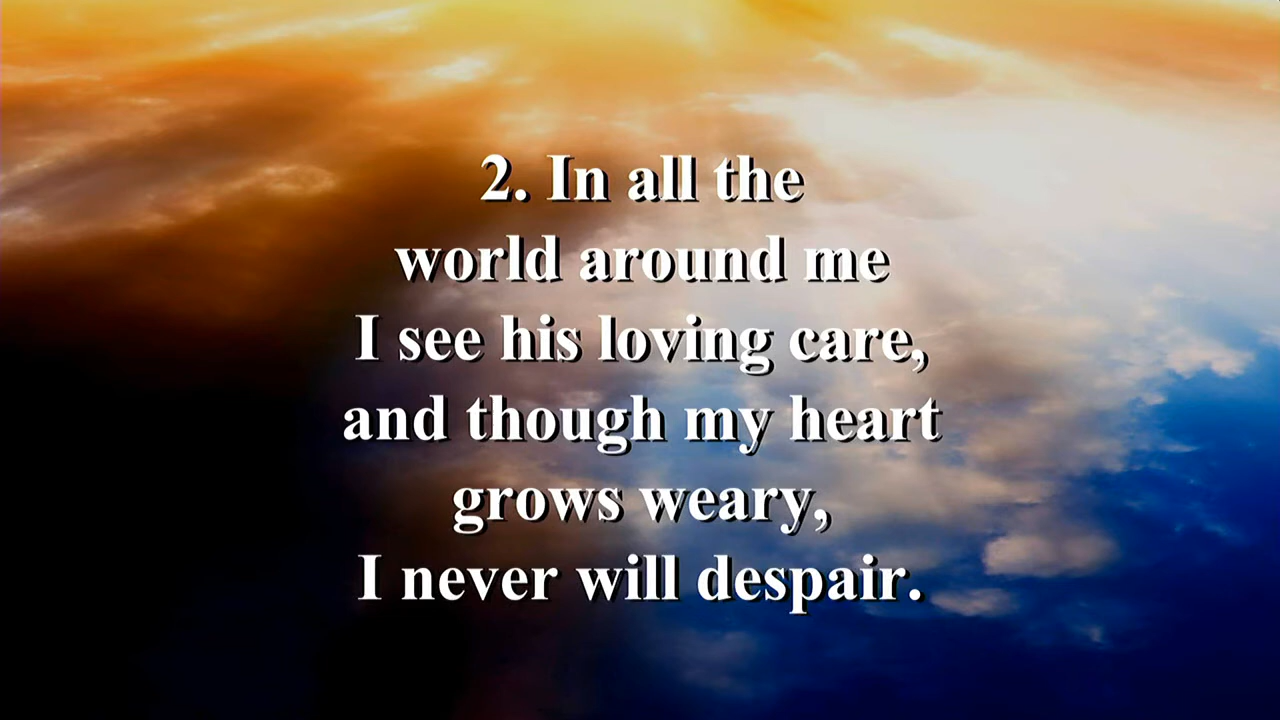 2. In all the
world around me
I see his loving care,
and though my heart
grows weary,
I never will despair.